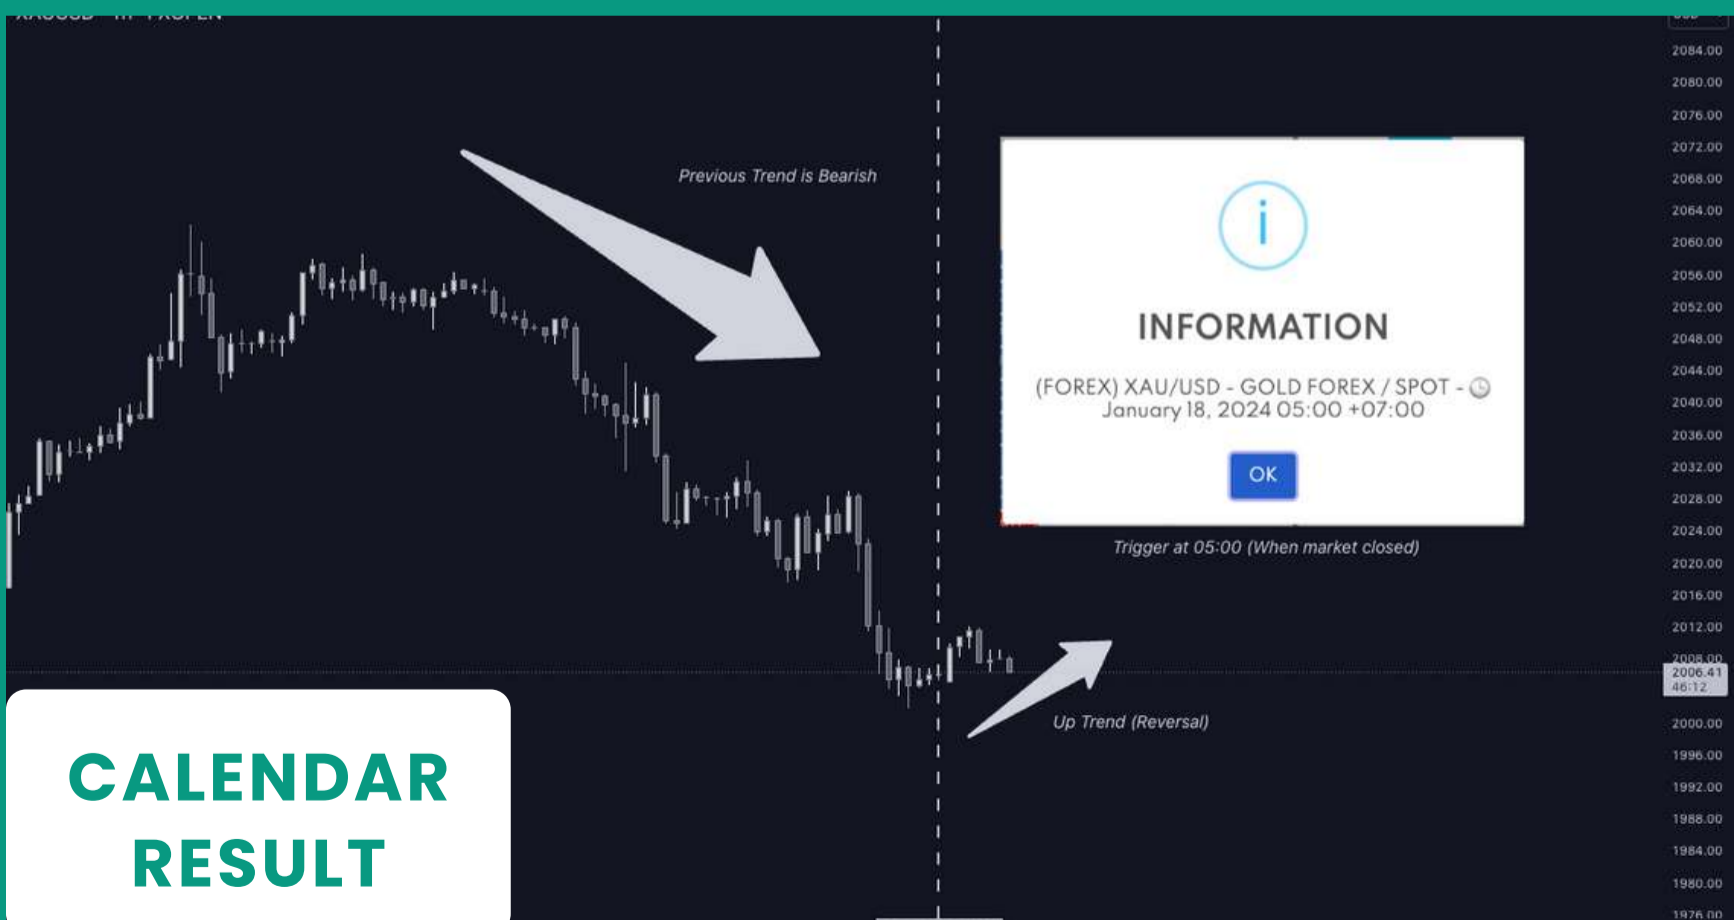 2084.00
2080.00
2076.00
2072.00
2068.00
2064.00
2060.00
2056.00
2052.00
2048.00
2044.00
2040.00
2036.00
2032.00
2028.00
2024.00
2020.00
2016.00
2012.00
2008.00
2006.41
46:12
2000.00
1996.00
1992.00
1988.00
1984.00
1980.00
1976.00
Previous Trend is Bearish
i
INFORMATION
(FOREX) XAU/USD - GOLD FOREX / SPOT -
January 18, 2024 05:00 +07:00
OK
Trigger at 05:00 (When market closed)
Up Trend (Reversal)
CALENDAR
RESULT